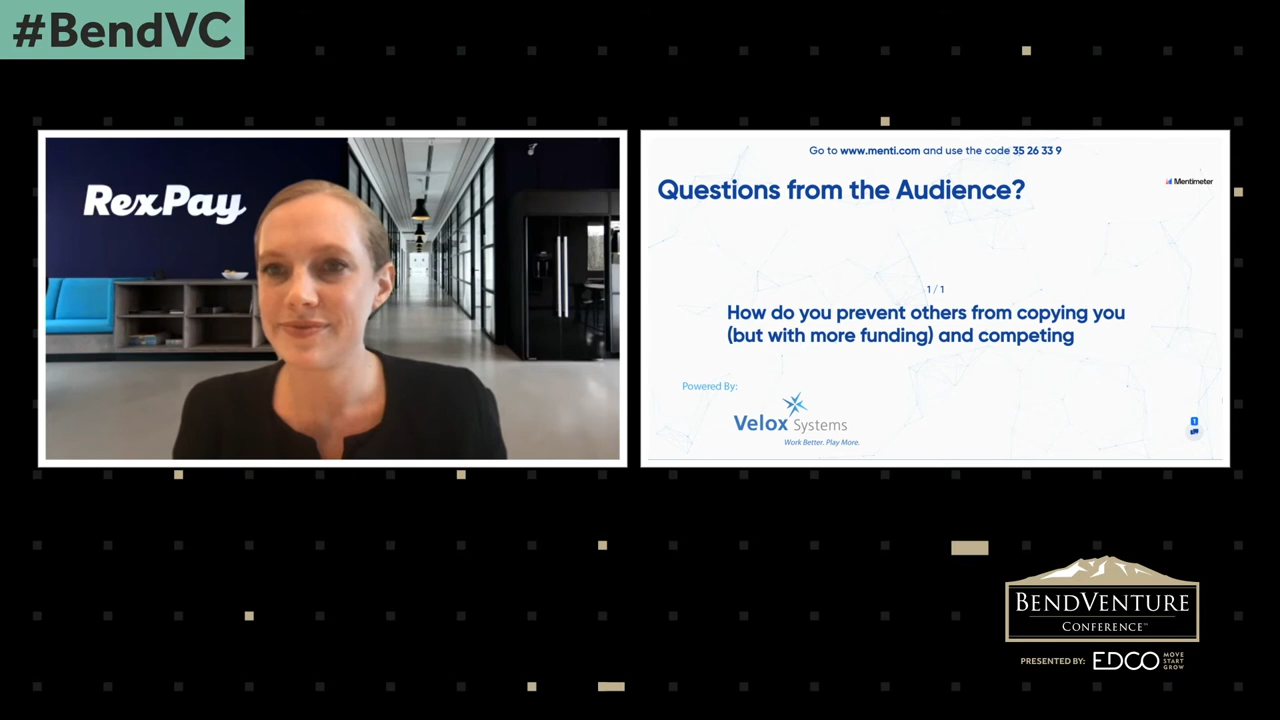 #BendVC
RexPay
Go to www.menti.com and use the code 35 26 33 9
Mentimeter
Questions from the Audience?
1 / 1
How do you prevent others from copying you
(but with more funding) and competing
Powered By:
Velox Systems
Work Better. Play More.
1
BENDVENTURE
CONFERENCE™
PRESENTED BY: EDCO MOVE
START
GROW